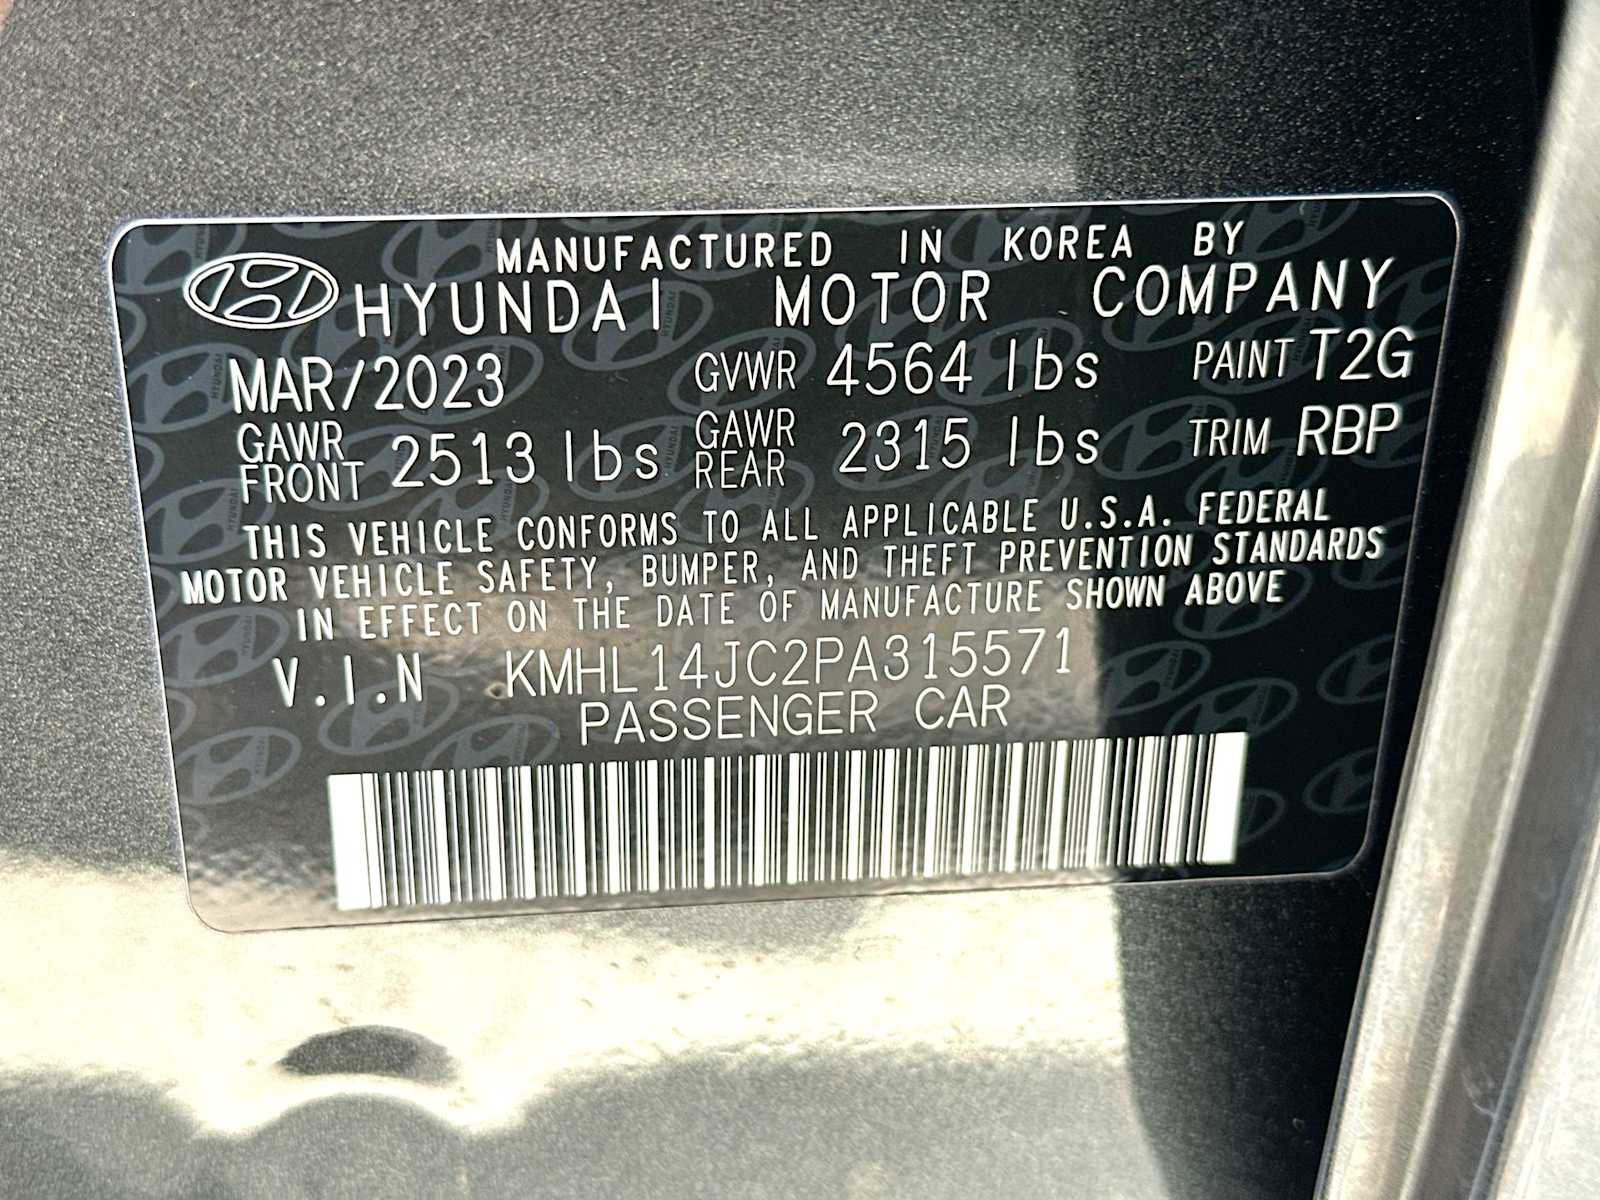 MANUFACTURED IN KOREA BY
HYUNDAI MOTOR COMPANY
MAR/2023 GVWR 4564 lbs PAINT T2G
GAWR FRONT 2513 lbs GAWR REAR 2315 lbs TRIM RBP
THIS VEHICLE CONFORMS TO ALL APPLICABLE U.S.A. FEDERAL
MOTOR VEHICLE SAFETY, BUMPER, AND THEFT PREVENTION STANDARDS
IN EFFECT ON THE DATE OF MANUFACTURE SHOWN ABOVE
V.I.N KMHL14JC2PA315571
PASSENGER CAR